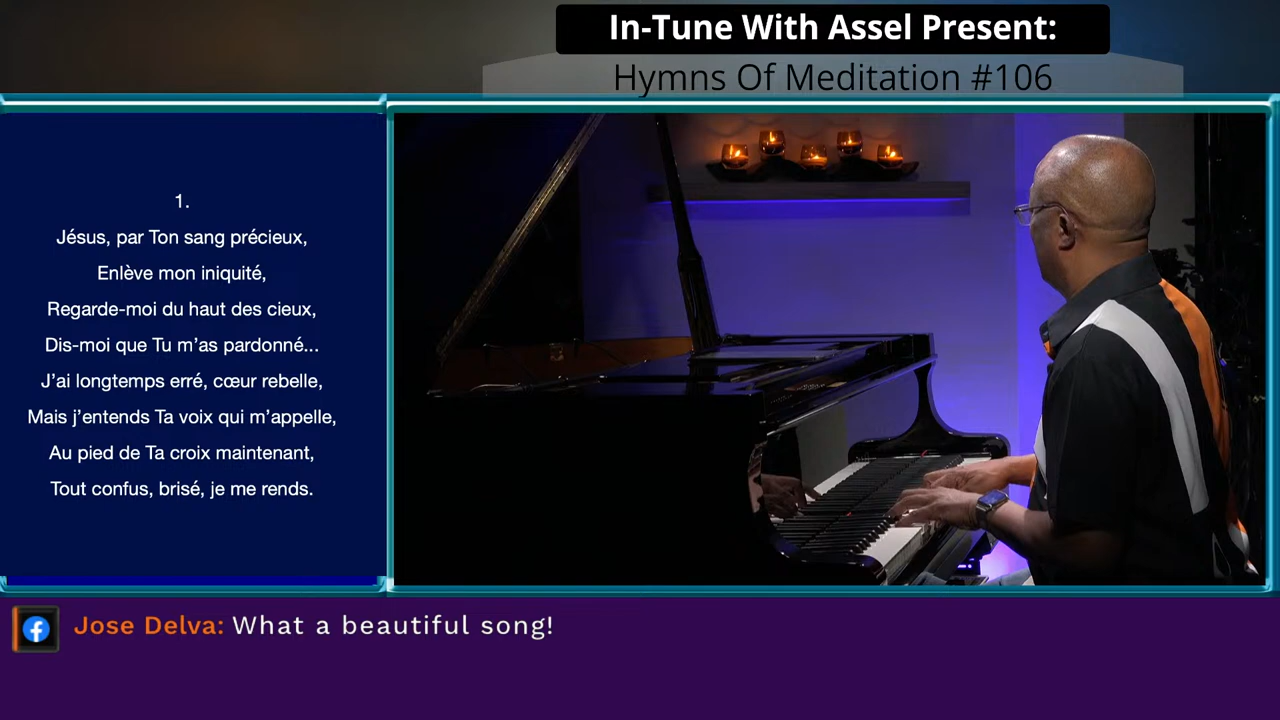 In-Tune With Assel Present:
Hymns Of Meditation #106
1.
Jésus, par Ton sang précieux,
Enlève mon iniquité,
Regarde-moi du haut des cieux,
Dis-moi que Tu m’as pardonné...
J’ai longtemps erré, cœur rebelle,
Mais j’entends Ta voix qui m’appelle,
Au pied de Ta croix maintenant,
Tout confus, brisé, je me rends.
Jose Delva: What a beautiful song!